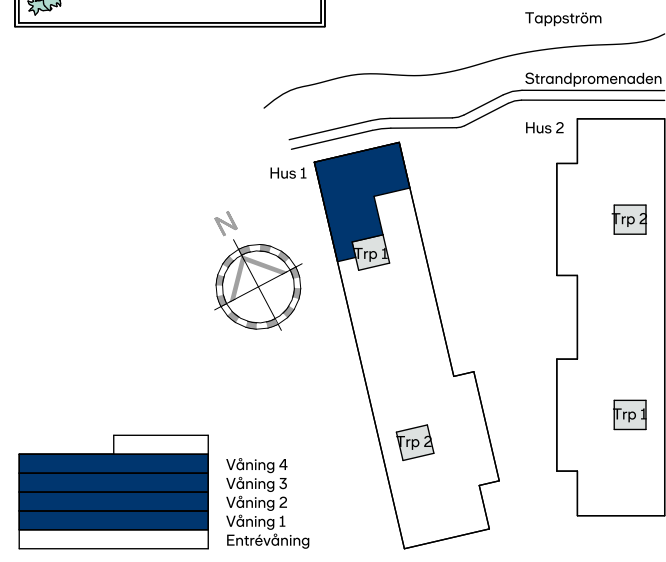 Tappström
Strandpromenaden
Hus 2
Hus 1
N
Trp 2
Trp 1
Trp 1
Trp 2
Våning 4
Våning 3
Våning 2
Våning 1
Entrévåning